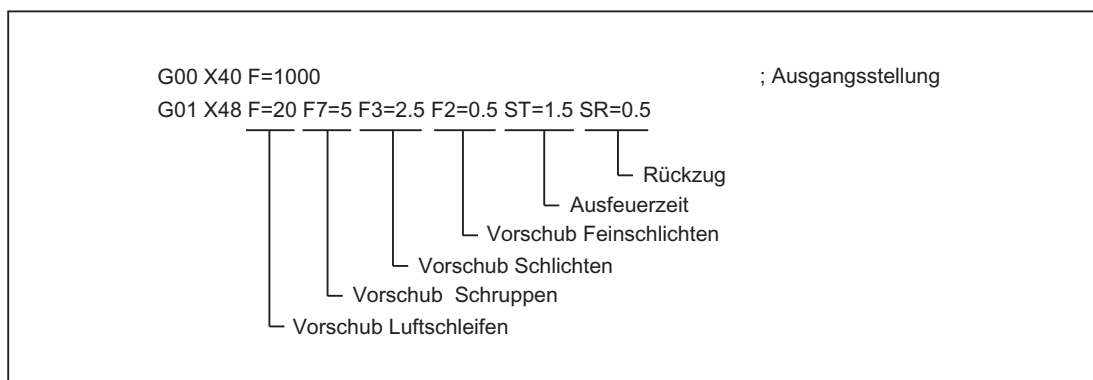 G00 X40 F=1000 ; Ausgangsstellung
G01 X48 F=20 F7=5 F3=2.5 F2=0.5 ST=1.5 SR=0.5
Rückzug
Ausfeuerzeit
Vorschub Feinschlichten
Vorschub Schlichten
Vorschub Schruppen
Vorschub Luftschleifen